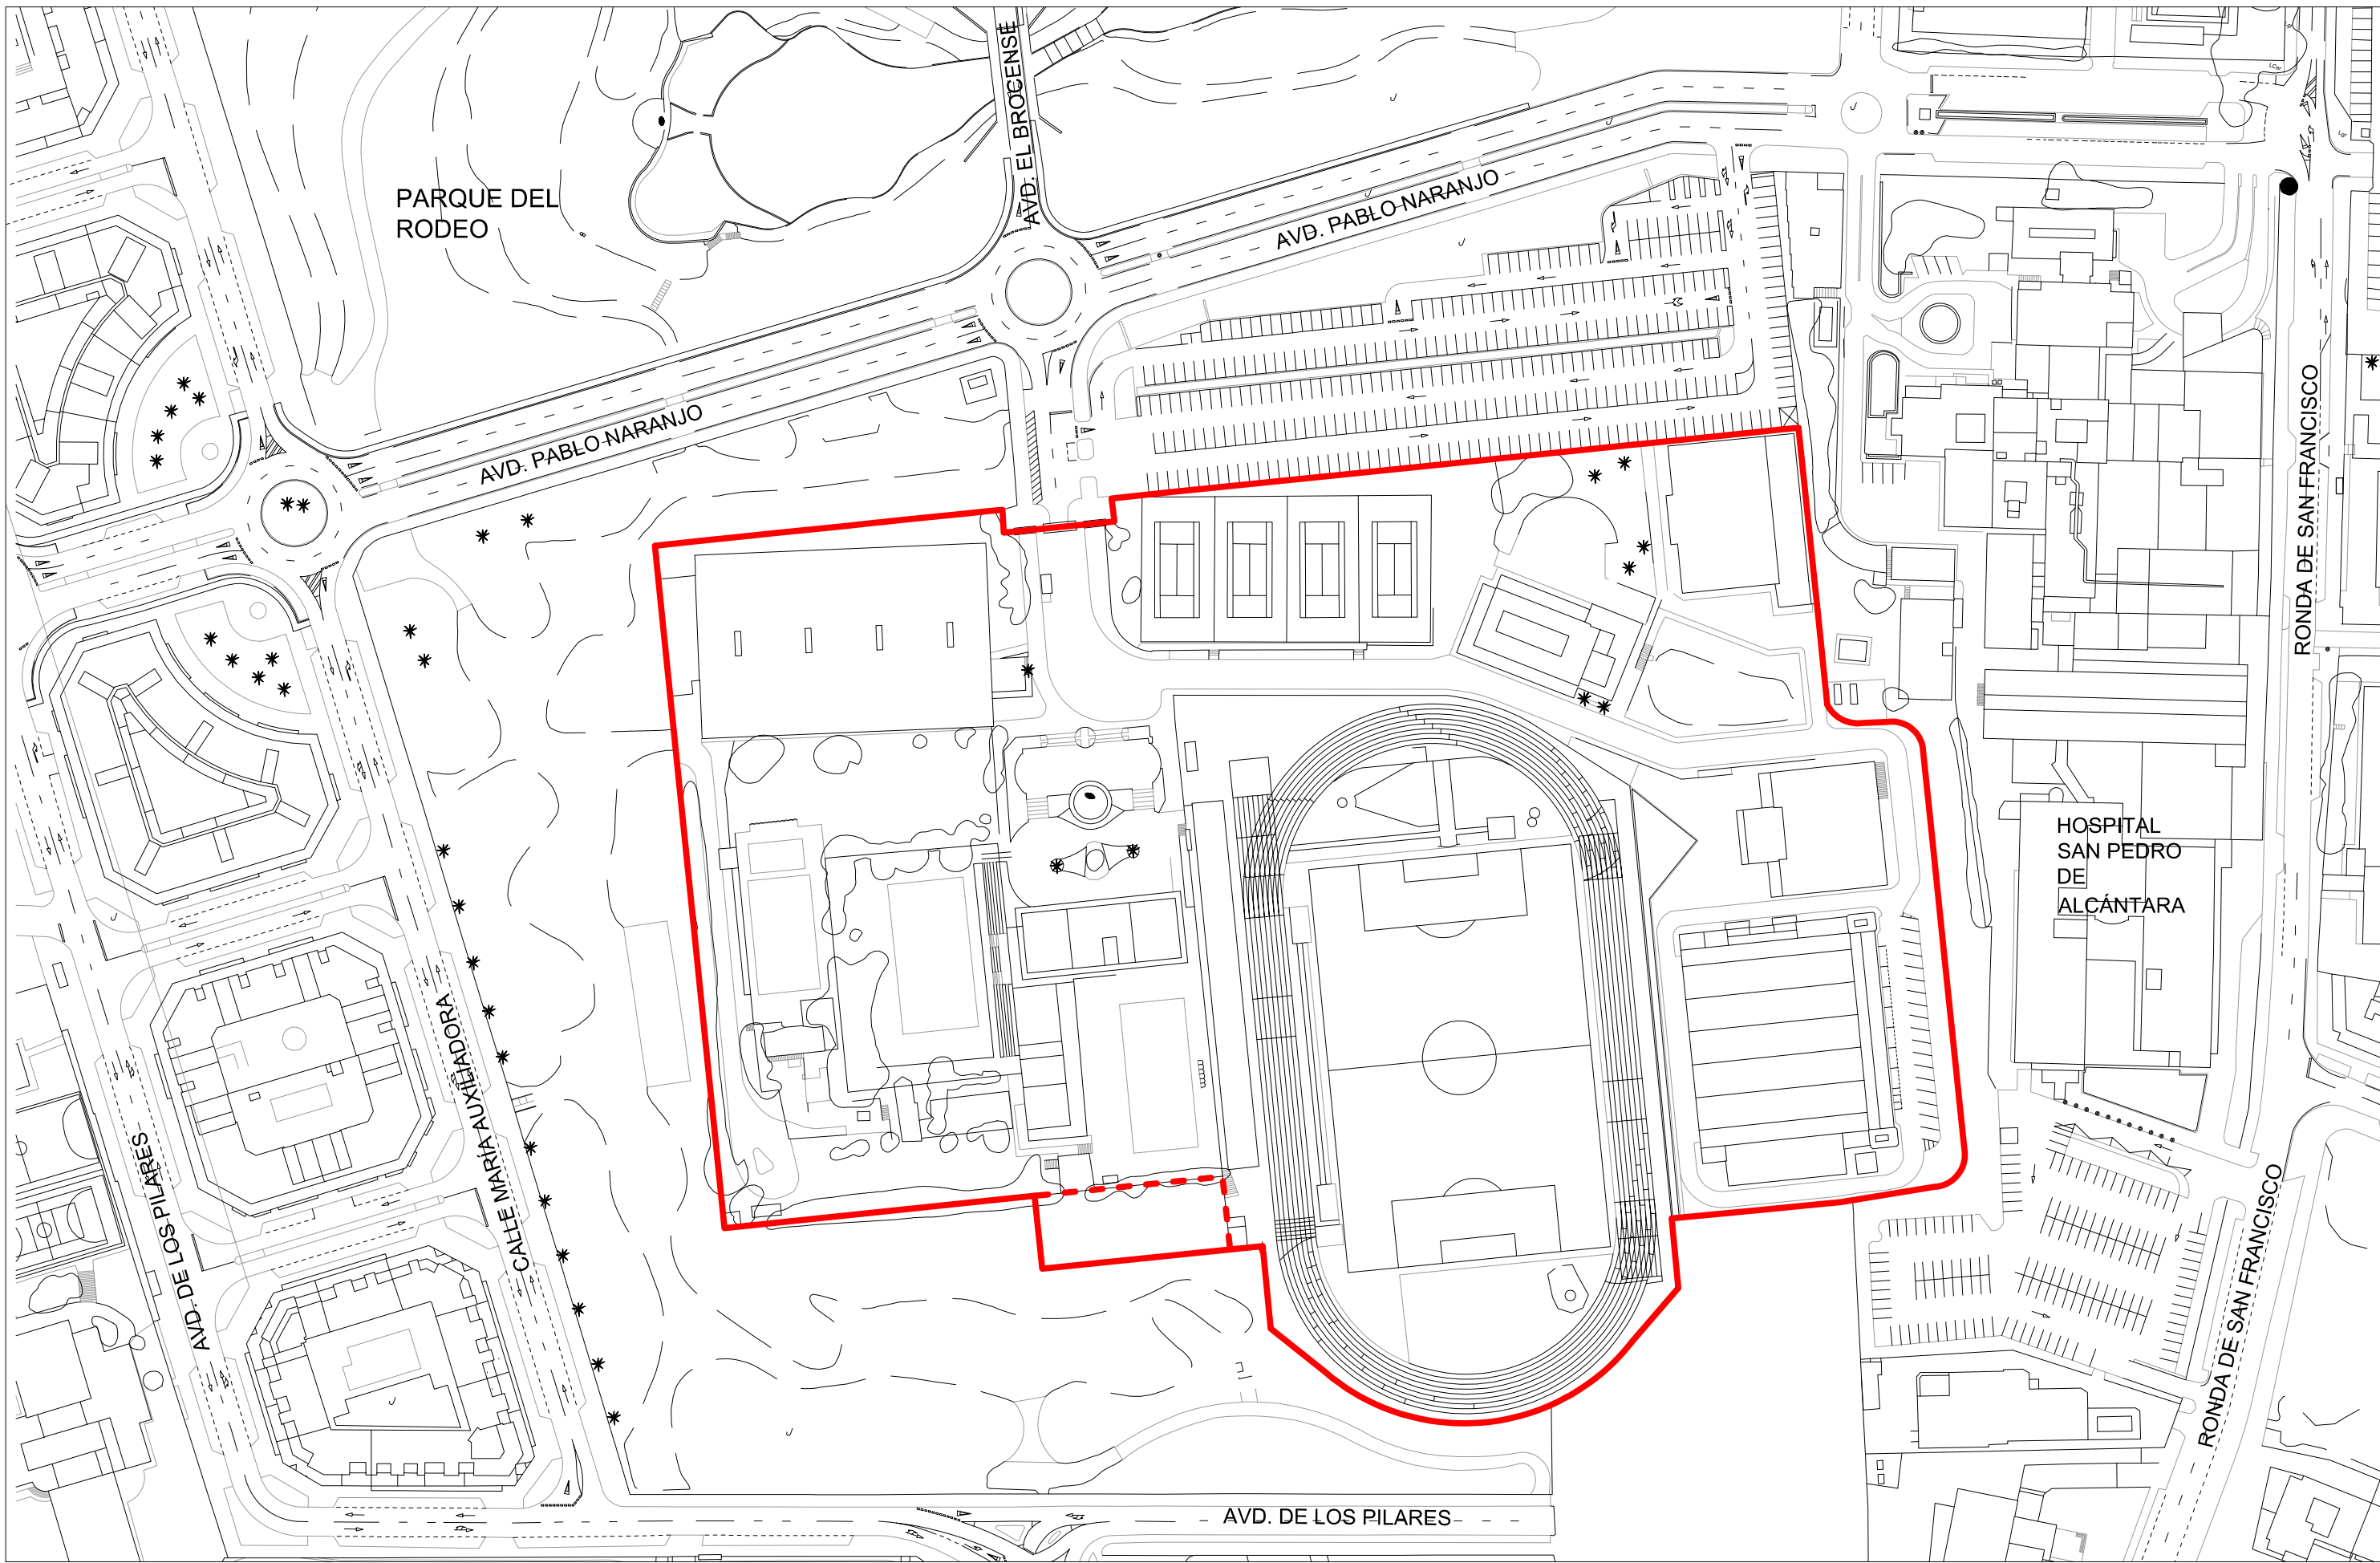 AVD. EL BROCENSE
PARQUE DEL
RODEO
AVD. PABLO NARANJO
AVD. PABLO NARANJO
RONDA DE SAN FRANCISCO
HOSPITAL
SAN PEDRO
DE
ALCÁNTARA
CALLE MARÍA AUXILIADORA
AVD. DE LOS PILARES
RONDA DE SAN FRANCISCO
AVD. DE LOS PILARES